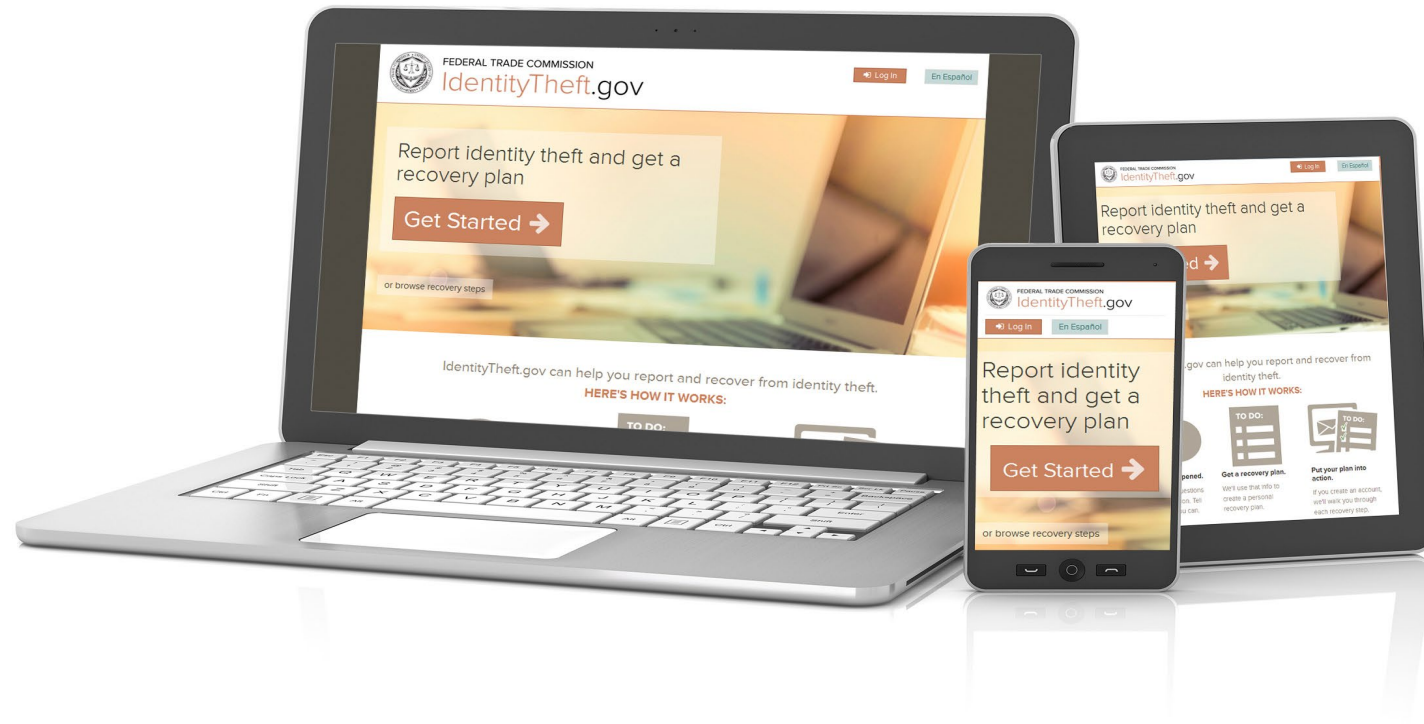 FEDERAL TRADE COMMISSION
IdentityTheft.gov
Log In
En Español
Report identity theft and get a
recovery plan
Get Started
or browse recovery steps
IdentityTheft.gov can help you report and recover from identity theft.
HERE'S HOW IT WORKS:
TO DO:
FEDERAL TRADE COMMISSION
IdentityTheft.gov
Log In
En Español
Report identity
theft and get a
recovery plan
Get Started
or browse recovery steps
FEDERAL TRADE COMMISSION
IdentityTheft.gov
Log In
En Español
Report identity theft and get a
recovery plan
.gov can help you report and recover from
identity theft.
HERE'S HOW IT WORKS:
TO DO:
TO DO:
Get a recovery plan.
We'll use that info to
create a personal
recovery plan.
Put your plan into
action.
If you create an account,
we'll walk you through
each recovery step.